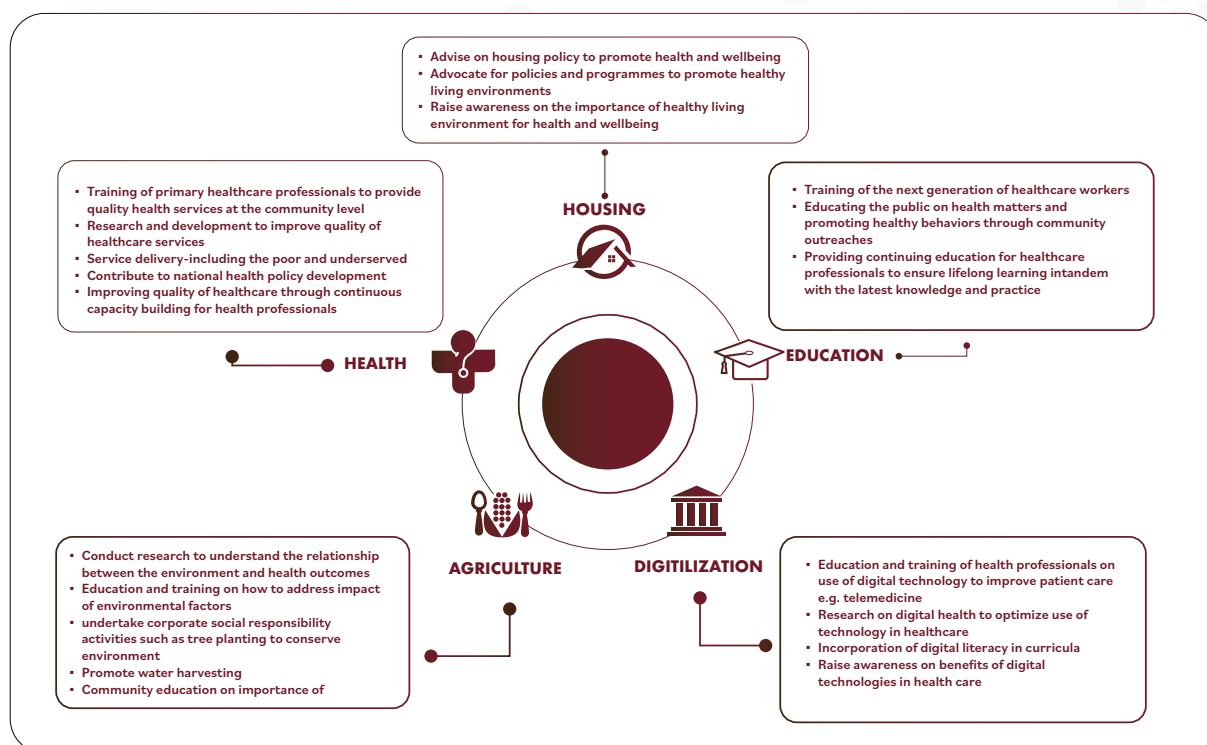 ▪ Advise on housing policy to promote health and wellbeing
▪ Advocate for policies and programmes to promote healthy
living environments
▪ Raise awareness on the importance of healthy living
environment for health and wellbeing
HOUSING
▪ Training of primary healthcare professionals to provide
quality health services at the community level
▪ Research and development to improve quality of
healthcare services
▪ Service delivery-including the poor and underserved
▪ Contribute to national health policy development
▪ Improving quality of healthcare through continuous
capacity building for health professionals
HEALTH
▪ Training of the next generation of healthcare workers
▪ Educating the public on health matters and
promoting healthy behaviors through community
outreaches
▪ Providing continuing education for healthcare
professionals to ensure lifelong learning intandem
with the latest knowledge and practice
EDUCATION
AGRICULTURE
▪ Conduct research to understand the relationship
between the environment and health outcomes
▪ Education and training on how to address impact
of environmental factors
▪ undertake corporate social responsibility
activities such as tree planting to conserve
environment
▪ Promote water harvesting
▪ Community education on importance of
DIGITILIZATION
▪ Education and training of health professionals on
use of digital technology to improve patient care
e.g. telemedicine
▪ Research on digital health to optimize use of
technology in healthcare
▪ Incorporation of digital literacy in curricula
▪ Raise awareness on benefits of digital
technologies in health care